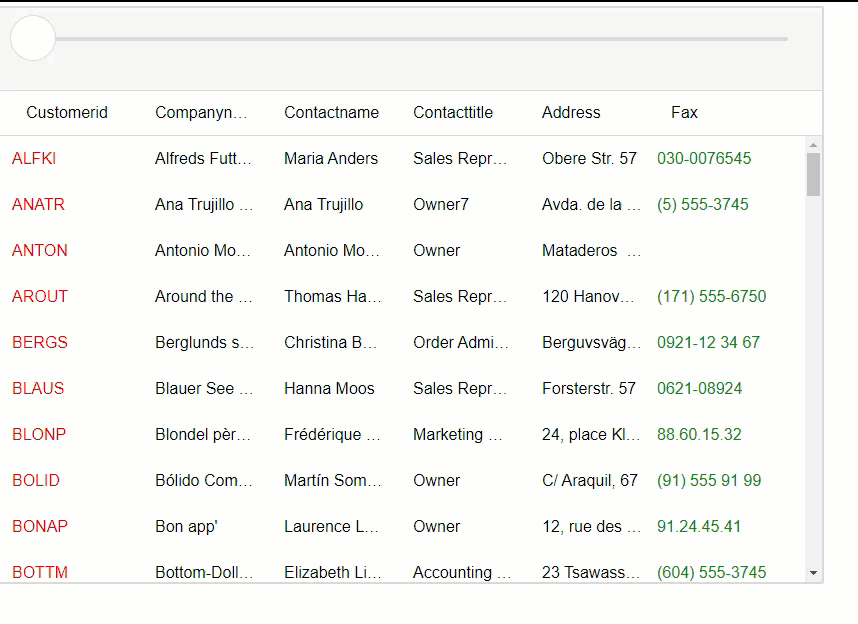 Customerid Companyn… Contactname Contacttitle Address Fax
ALFKI Alfreds Futt… Maria Anders Sales Repr… Obere Str. 57 030-0076545
ANATR Ana Trujillo … Ana Trujillo Owner7 Avda. de la … (5) 555-3745
ANTON Antonio Mo… Antonio Mo… Owner Mataderos …
AROUT Around the … Thomas Ha… Sales Repr… 120 Hanov… (171) 555-6750
BERGS Berglunds s… Christina B… Order Admi… Berguvsväg… 0921-12 34 67
BLAUS Blauer See … Hanna Moos Sales Repr… Forsterstr. 57 0621-08924
BLONP Blondel pèr… Frédérique … Marketing … 24, place Kl… 88.60.15.32
BOLID Bólido Com… Martín Som… Owner C/ Araquil, 67 (91) 555 91 99
BONAP Bon app' Laurence L… Owner 12, rue des … 91.24.45.41
BOTTM Bottom-Doll… Elizabeth Li… Accounting … 23 Tsawass… (604) 555-3745